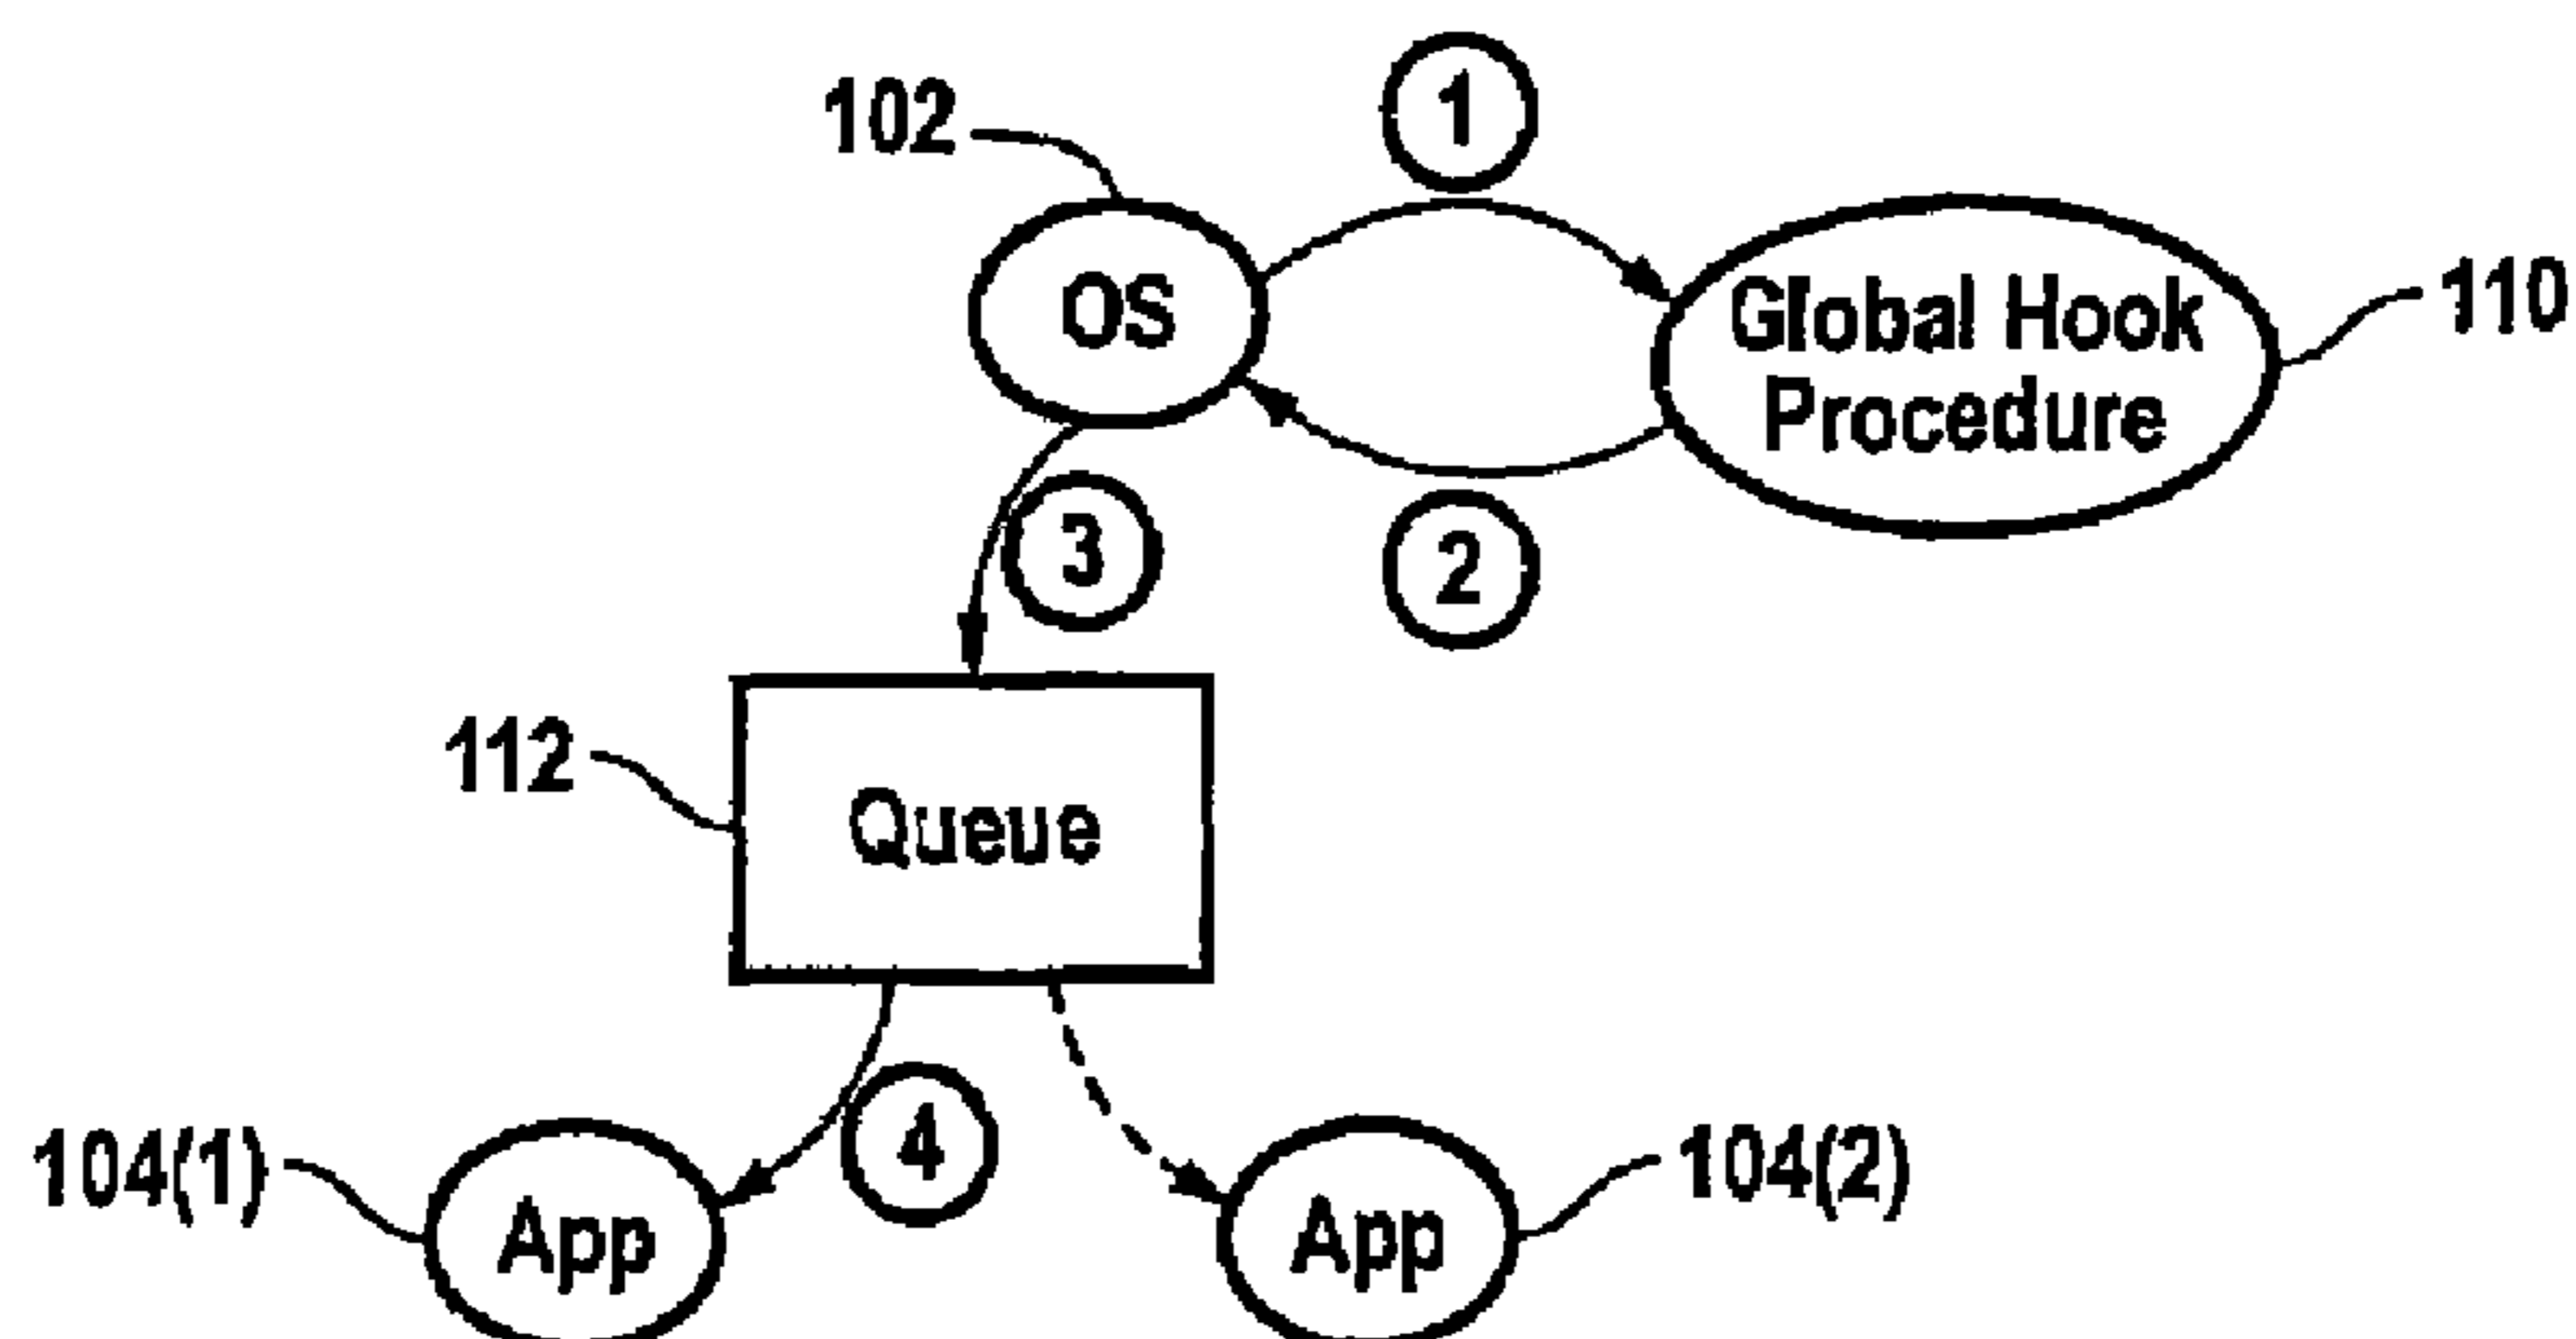 102
1
OS
Global Hook
Procedure
110
3
2
112
Queue
104(1)
4
App
App
104(2)